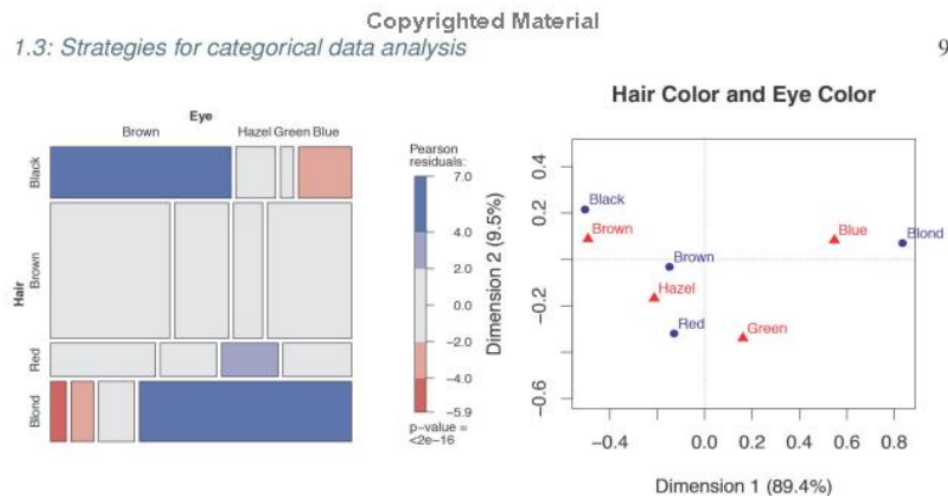 Copyrighted Material
1.3: Strategies for categorical data analysis
9
Eye
Brown Hazel Green Blue
Hair
Black
Brown
Red
Blond
Pearson
residuals:
7.0
4.0
2.0
0.0
−2.0
−4.0
−5.9
p−value =
<2e−16
Hair Color and Eye Color
Dimension 2 (9.5%)
0.4
0.2
−0.2
−0.6
Black
Brown
Blue
Blond
Brown
Hazel
Red
Green
−0.4 0.0 0.2 0.4 0.6 0.8
Dimension 1 (89.4%)